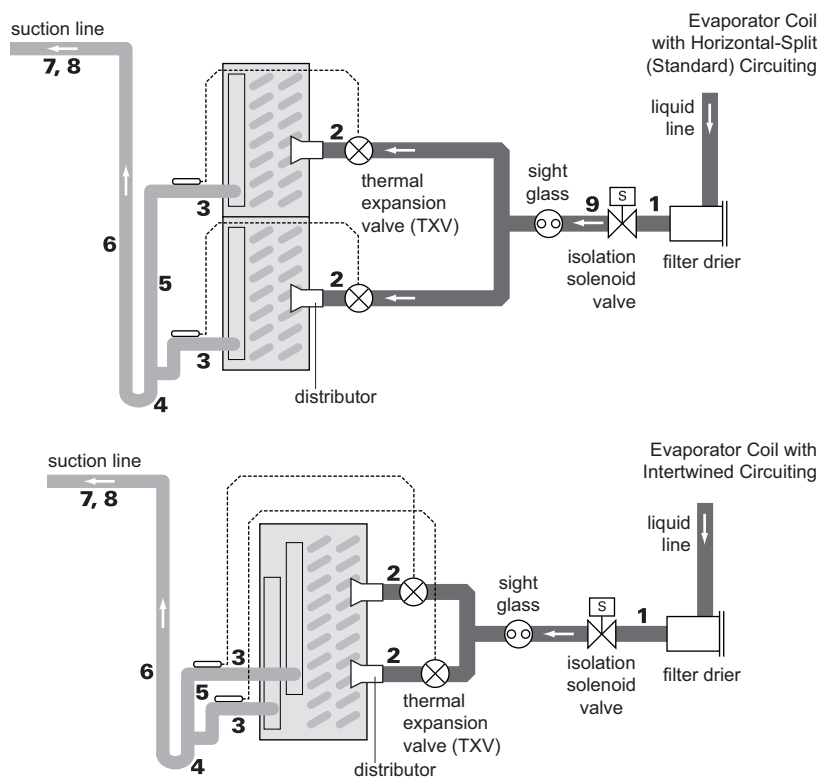 suction line
7, 8
Evaporator Coil
with Horizontal-Split
(Standard) Circuiting
liquid
line
2
thermal
expansion
valve (TXV)
sight
glass
9
S
1
isolation
solenoid
valve
filter drier
3
6
5
2
3
4
distributor
suction line
7, 8
Evaporator Coil with
Intertwined Circuiting
liquid
line
2
sight
glass
S
1
isolation
solenoid
valve
filter drier
6
3
5
3
4
2
thermal
expansion
valve (TXV)
distributor